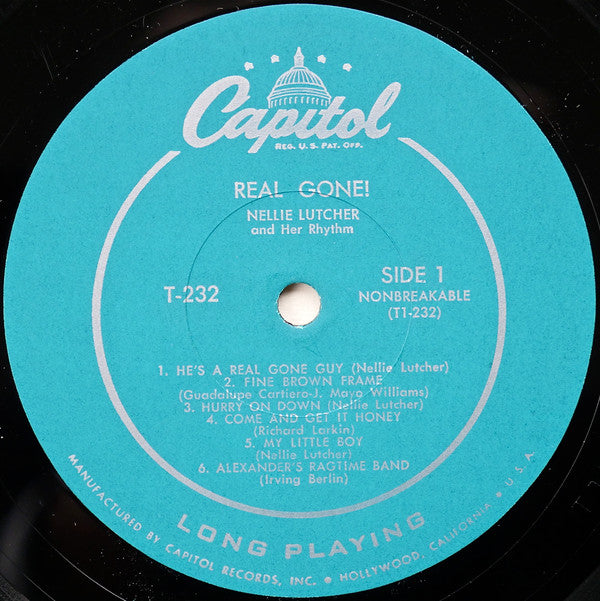 Capitol
REG. U.S. PAT. OFF.
REAL GONE!
NELLIE LUTCHER
and Her Rhythm
T-232
SIDE 1
NONBREAKABLE
(T1-232)
1. HE'S A REAL GONE GUY (Nellie Lutcher)
2. FINE BROWN FRAME
(Guadalupe Cartiero-J. Mayo Williams)
3. HURRY ON DOWN (Nellie Lutcher)
4. COME AND GET IT HONEY
(Richard Larkin)
5. MY LITTLE BOY
(Nellie Lutcher)
6. ALEXANDER'S RAGTIME BAND
(Irving Berlin)
LONG PLAYING
MANUFACTURED BY CAPITOL RECORDS, INC. • HOLLYWOOD, CALIFORNIA • U.S.A.